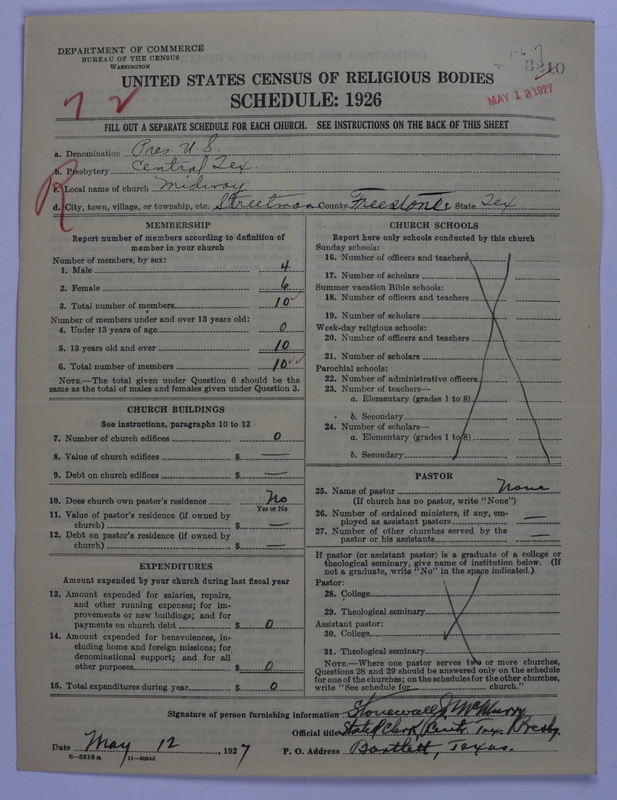 DEPARTMENT OF COMMERCE
BUREAU OF THE CENSUS
WASHINGTON
1-6
3210
MAY 13 1927
UNITED STATES CENSUS OF RELIGIOUS BODIES
SCHEDULE: 1926
72
FILL OUT A SEPARATE SCHEDULE FOR EACH CHURCH. SEE INSTRUCTIONS ON THE BACK OF THIS SHEET
a. Denomination Pres U.S.
b. Presbytery Central Tex.
R
c. Local name of church Midway
d. City, town, village, or township, etc. Streetman County Freestone State Tex
MEMBERSHIP
Report number of members according to definition of
member in your church
Number of members, by sex:
1. Male 4
2. Female 6
3. Total number of members 10
Number of members under and over 13 years old:
4. Under 13 years of age 0
5. 13 years old and over 10
6. Total number of members 10
NOTE.—The total given under Question 6 should be the
same as the total of males and females given under Question 3.
CHURCH BUILDINGS
See instructions, paragraphs 10 to 12
7. Number of church edifices 0
8. Value of church edifices $ —
9. Debt on church edifices $ —
10. Does church own pastor's residence No
Yes or No
11. Value of pastor's residence (if owned by
church) $ —
12. Debt on pastor's residence (if owned by
church) $ —
EXPENDITURES
Amount expended by your church during last fiscal year
13. Amount expended for salaries, repairs,
and other running expenses; for im-
provements or new buildings; and for
payments on church debt $ 0
14. Amount expended for benevolences, in-
cluding home and foreign missions; for
denominational support; and for all
other purposes $ 0
15. Total expenditures during year $ 0
CHURCH SCHOOLS
Report here only schools conducted by this church
Sunday schools:
16. Number of officers and teachers
17. Number of scholars
Summer vacation Bible schools:
18. Number of officers and teachers
19. Number of scholars
Week-day religious schools:
20. Number of officers and teachers
21. Number of scholars
Parochial schools:
22. Number of administrative officers
23. Number of teachers—
a. Elementary (grades 1 to 8)
b. Secondary
24. Number of scholars—
a. Elementary (grades 1 to 8)
b. Secondary
PASTOR
25. Name of pastor None
(If church has no pastor, write "None")
26. Number of ordained ministers, if any, em-
ployed as assistant pastors —
27. Number of other churches served by the
pastor or his assistants —
If pastor (or assistant pastor) is a graduate of a college or
theological seminary, give name of institution below. (If
not a graduate, write "No" in the space indicated.)
Pastor:
28. College
29. Theological seminary
Assistant pastor:
30. College
31. Theological seminary
NOTE.—Where one pastor serves two or more churches,
Questions 28 and 29 should be answered only on the schedule
for one of the churches; on the schedules for the other churches,
write "See schedule for church."
Signature of person furnishing information Stonewall J. McMurry
Official title Stated Clerk, Centr. Tex. Presby.
Date May 12, 1927 P. O. Address Bartlett, Texas.
8—5518a